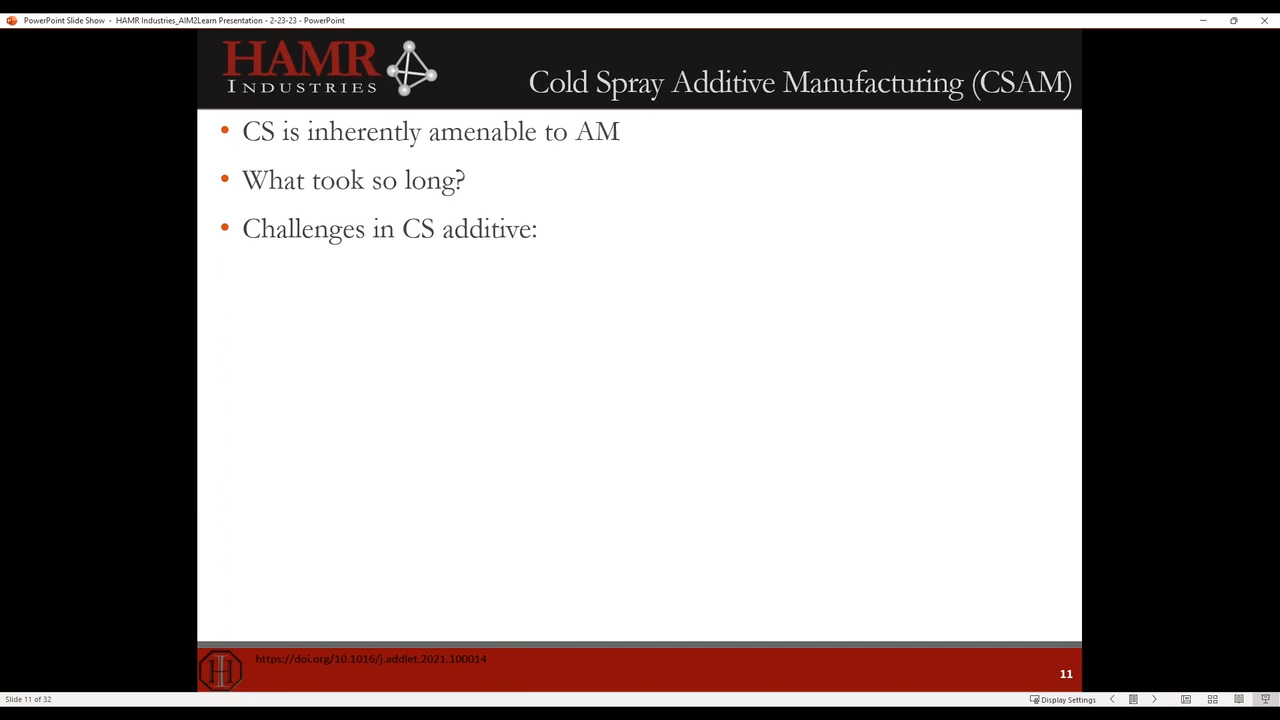 PowerPoint Slide Show - HAMR Industries_AIM2Learn Presentation - 2-23-23 - PowerPoint
HAMR
INDUSTRIES
Cold Spray Additive Manufacturing (CSAM)
• CS is inherently amenable to AM
• What took so long?
• Challenges in CS additive:
H
https://doi.org/10.1016/j.addlet.2021.100014
11
Slide 11 of 32
Display Settings